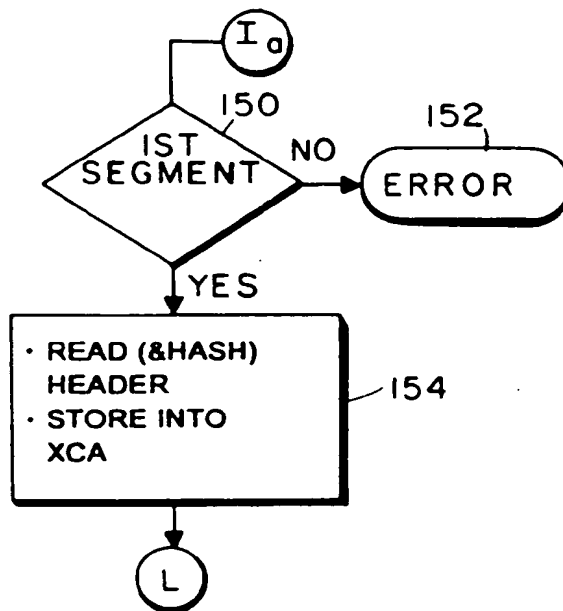 Ia
150
1ST
SEGMENT
NO
152
ERROR
YES
· READ (&HASH)
HEADER
· STORE INTO
XCA
154
L